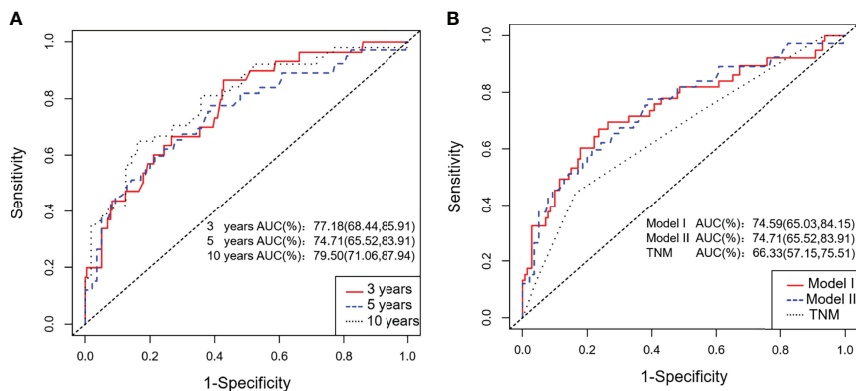 A
Sensitivity
1.0
0.8
0.6
0.4
0.2
0.0
3 years AUC(%): 77.18(68.44,85.91)
5 years AUC(%): 74.71(65.52,83.91)
10 years AUC(%): 79.50(71.06,87.94)
3 years
5 years
10 years
0.0 0.2 0.4 0.6 0.8 1.0
1-Specificity
B
Sensitivity
1.0
0.8
0.6
0.4
0.2
0.0
Model I AUC(%): 74.59(65.03,84.15)
Model II AUC(%): 74.71(65.52,83.91)
TNM AUC(%): 66.33(57.15,75.51)
Model I
Model II
TNM
0.0 0.2 0.4 0.6 0.8 1.0
1-Specificity